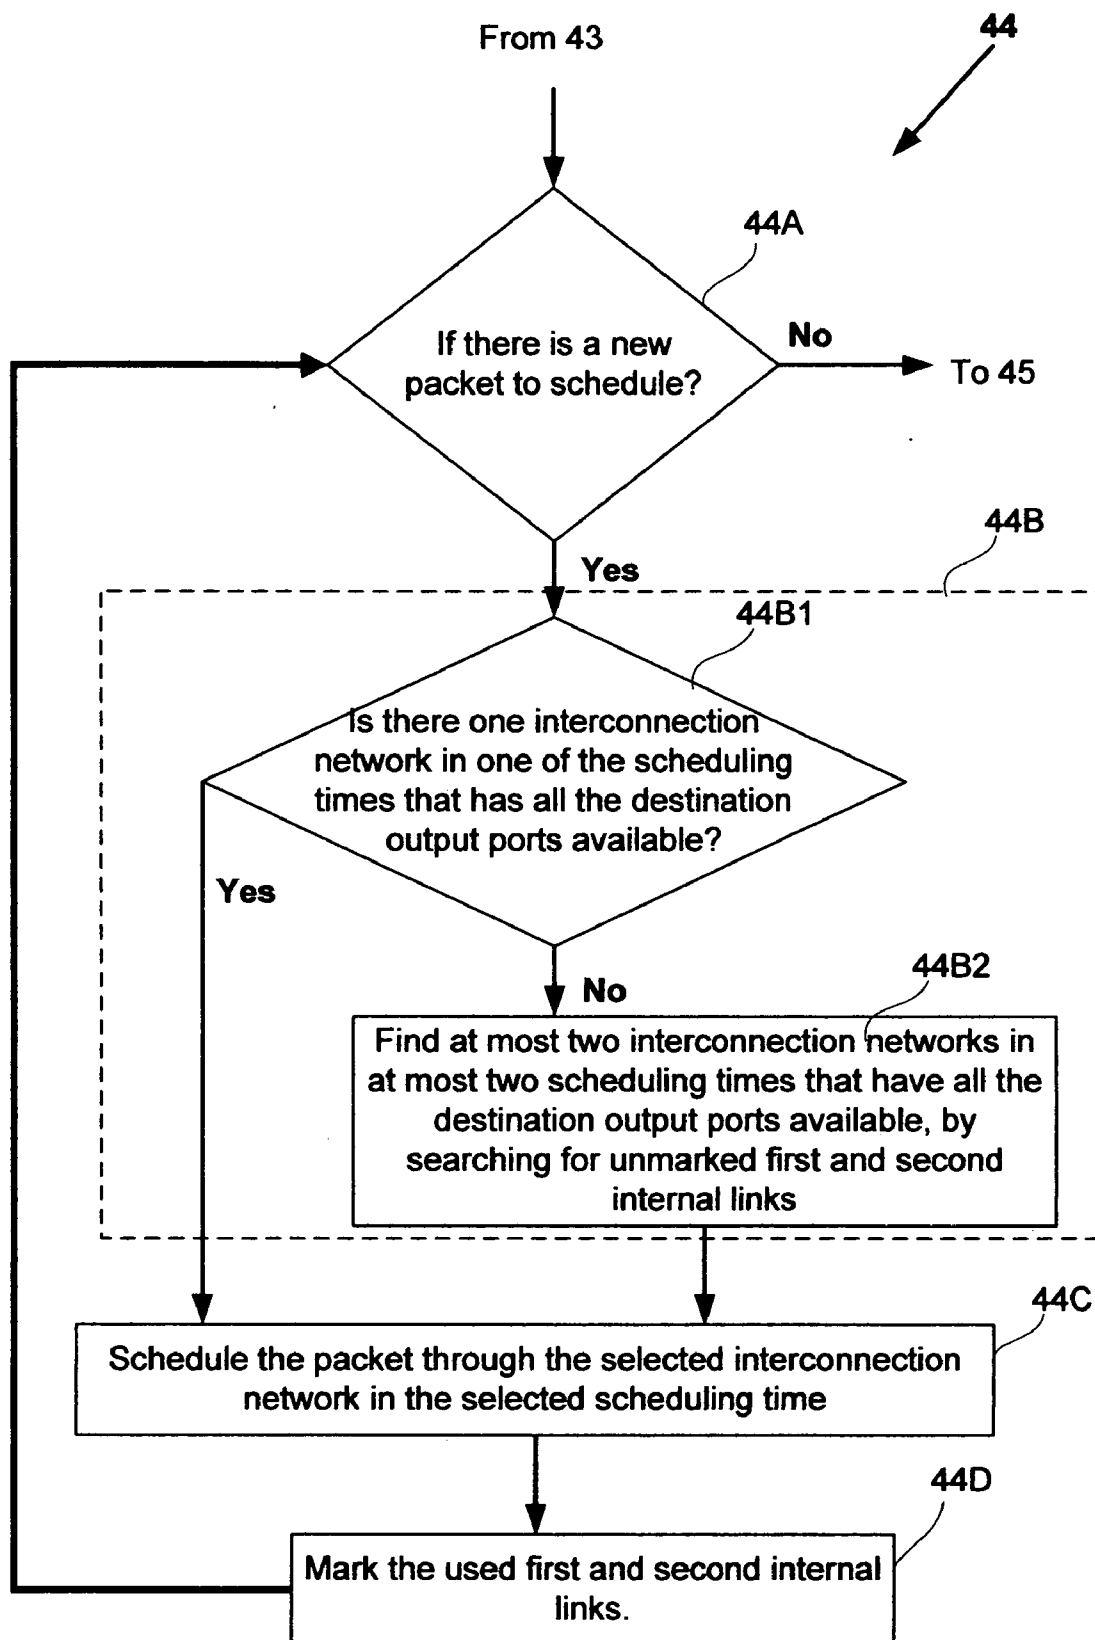 From 43
44
44A
If there is a new
packet to schedule?
No
To 45
44B
Yes
44B1
Is there one interconnection
network in one of the scheduling
times that has all the destination
output ports available?
Yes
44B2
No
Find at most two interconnection networks in
at most two scheduling times that have all the
destination output ports available, by
searching for unmarked first and second
internal links
44C
Schedule the packet through the selected interconnection
network in the selected scheduling time
44D
Mark the used first and second internal
links.